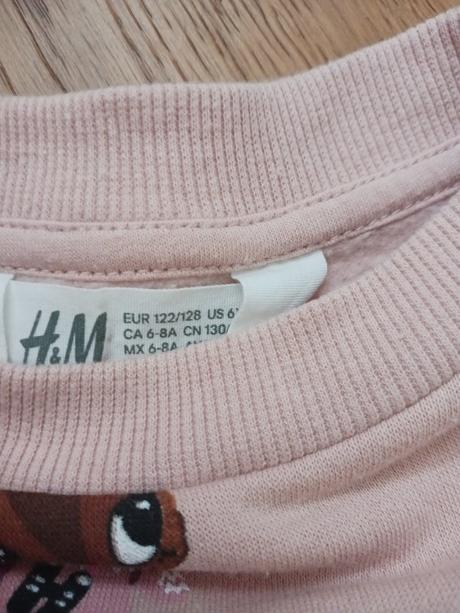 H&M
EUR 122/128 US 6
CA 6-8A CN 130/
MX 6-8A